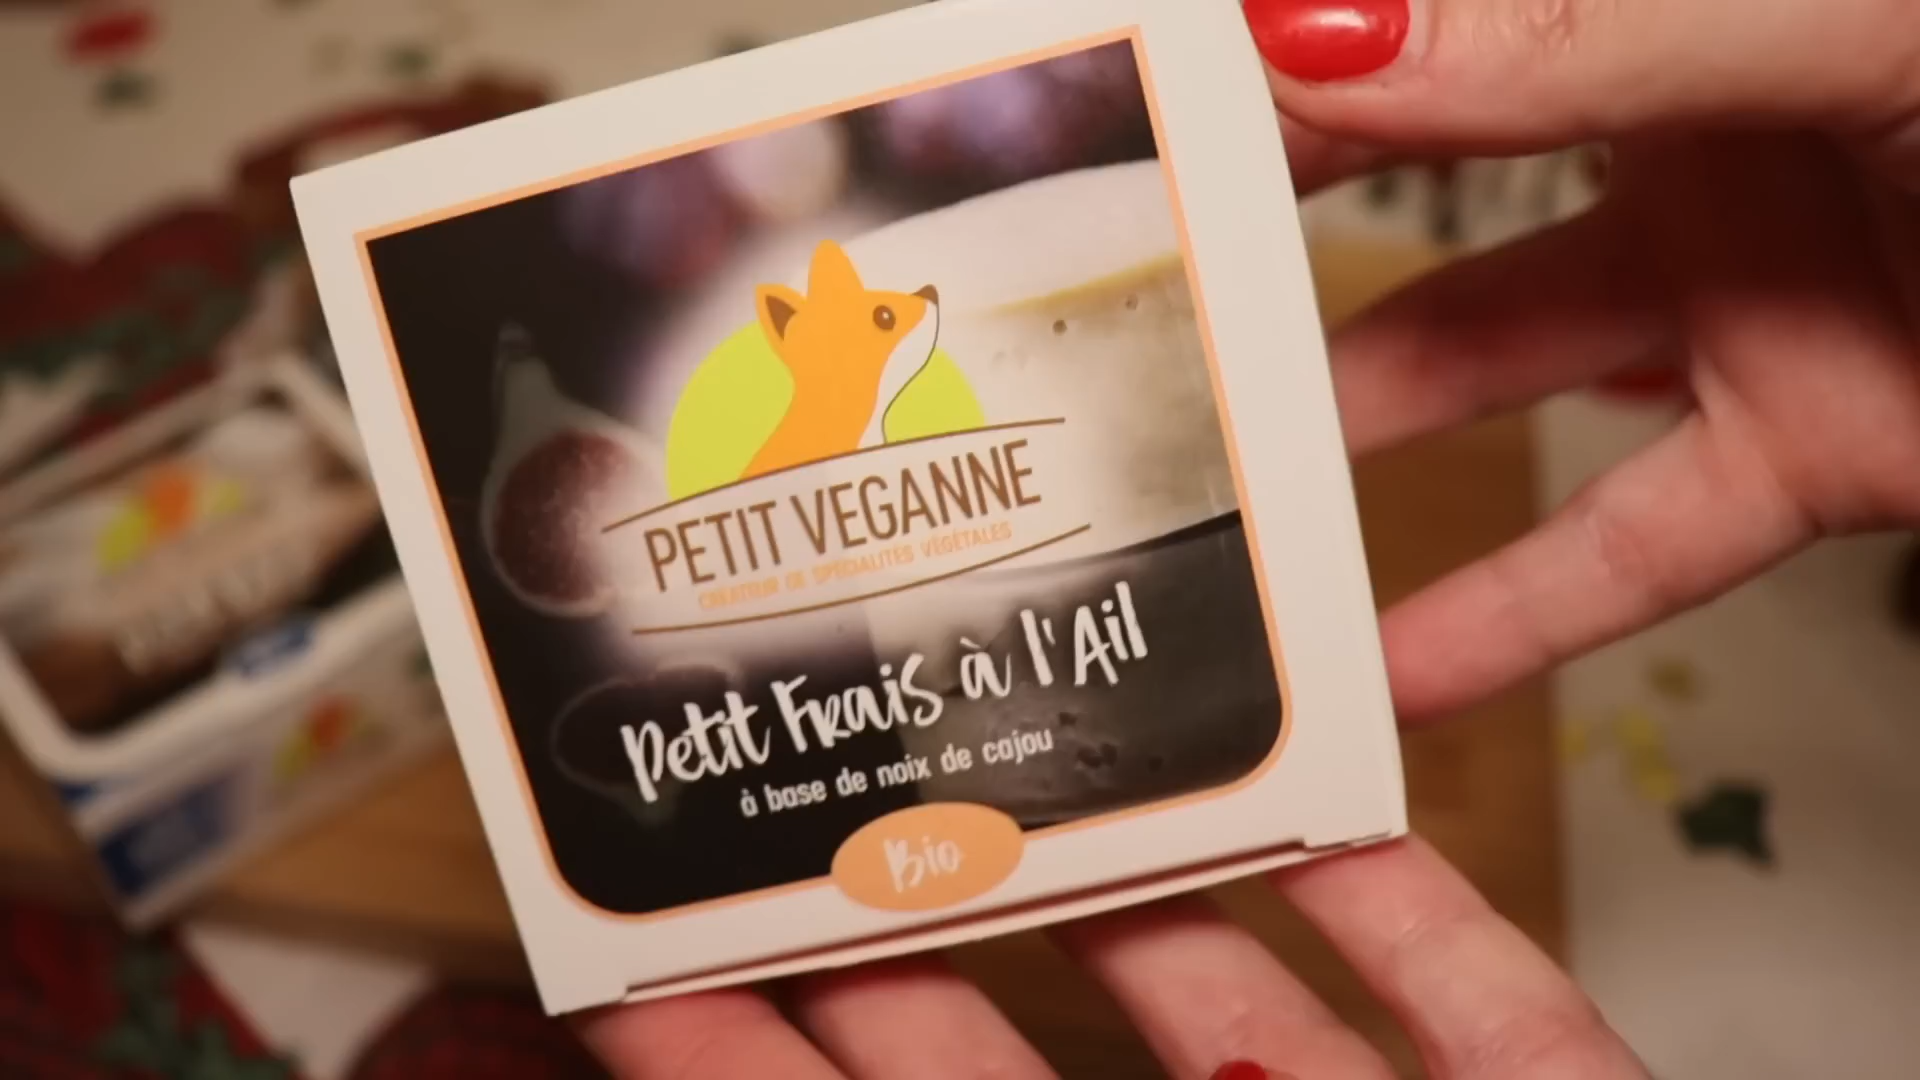 PETIT VEGANNE
CRÉATEUR DE SPÉCIALITÉS VÉGÉTALES
Petit Frais à l'Ail
à base de noix de cajou
Bio